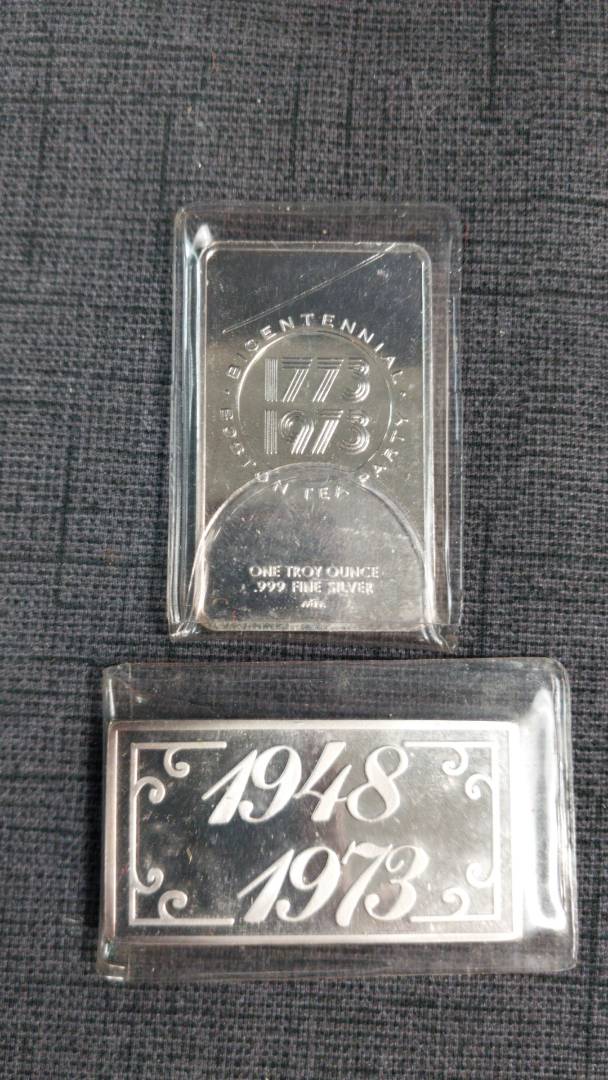 BICENTENNIAL
1773
1973
BOSTON TEA PARTY
ONE TROY OUNCE
.999 FINE SILVER
1948
1973